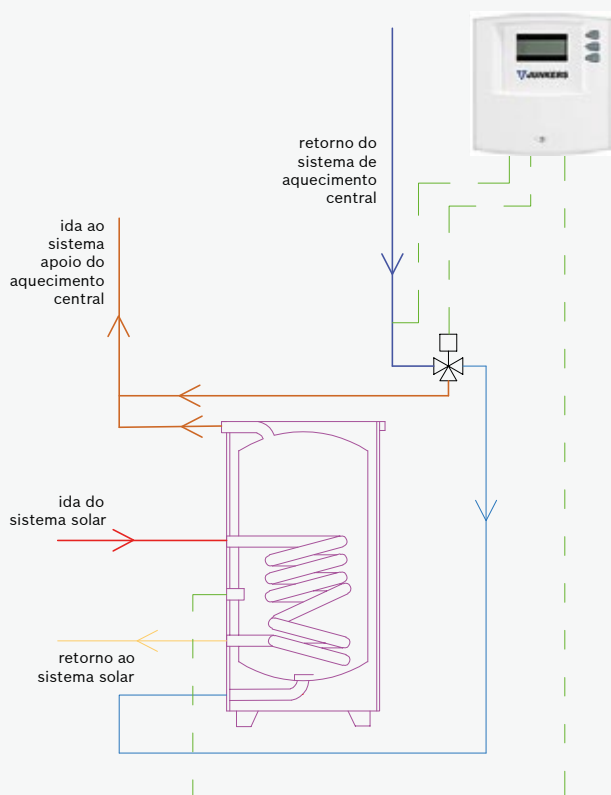 JUNKERS
retorno do
sistema de
aquecimento
central
ida ao
sistema
apoio do
aquecimento
central
ida do
sistema solar
retorno ao
sistema solar